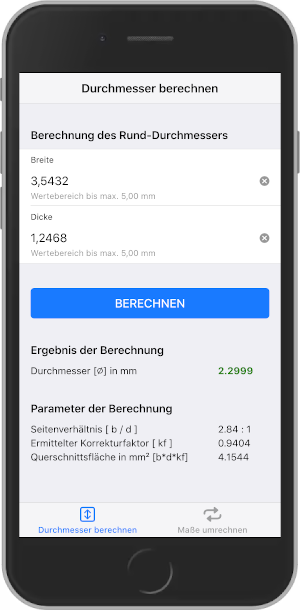 Durchmesser berechnen
Berechnung des Rund-Durchmessers
Breite
3,5432
Wertebereich bis max. 5,00 mm
Dicke
1,2468
Wertebereich bis max. 5,00 mm
BERECHNEN
Ergebnis der Berechnung
Durchmesser [Ø] in mm 2.2999
Parameter der Berechnung
Seitenverhältnis [ b / d ] 2.84 : 1
Ermittelter Korrekturfaktor [ kf ] 0.9404
Querschnittsfläche in mm² [b*d*kf] 4.1544
Durchmesser berechnen Maße umrechnen